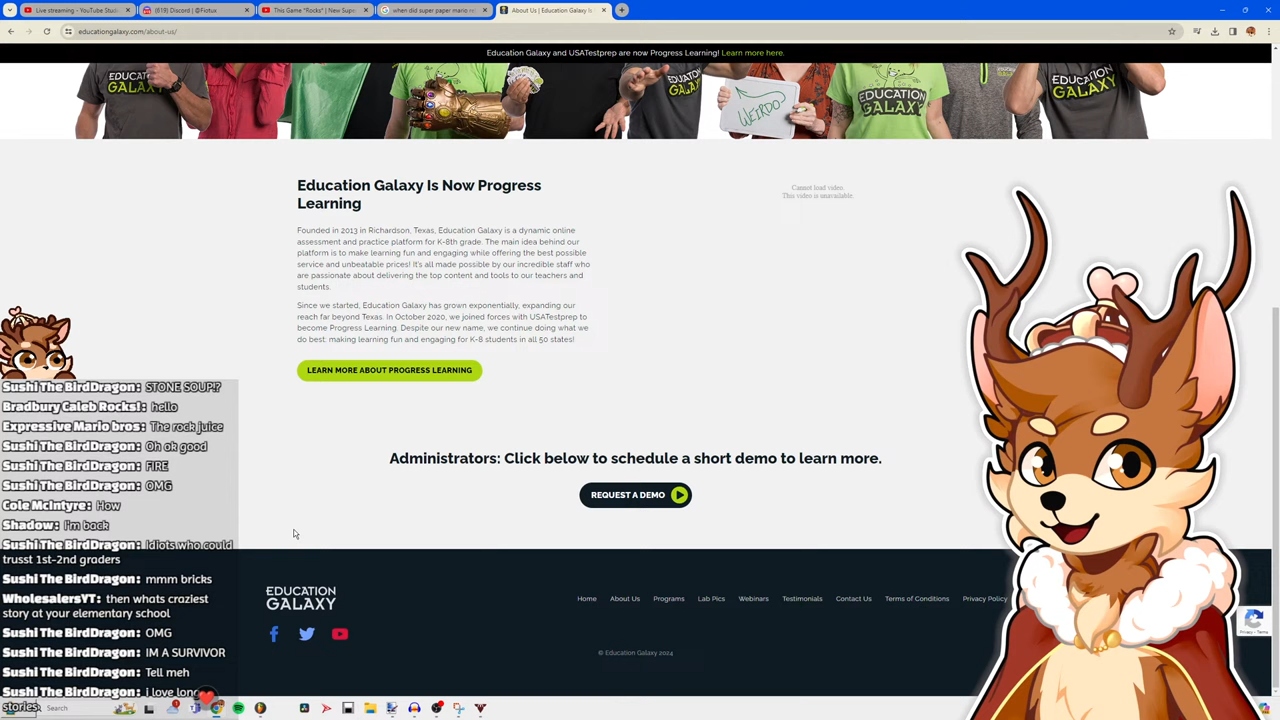 Live streaming - YouTube Stud
(619) Discord | @Fiotux
This Game "Rocks" | New Sup
when did super paper mario re
About Us | Education Galaxy Is
educationgalaxy.com/about-us/
Education Galaxy and USATestprep are now Progress Learning! Learn more here.
EDUCATION GALAXY
WEIRDO
EDUCATION GALAXY
EDUCATION GALAXY
Education Galaxy Is Now Progress
Learning
Cannot load video.
This video is unavailable.
Founded in 2013 in Richardson, Texas, Education Galaxy is a dynamic online
assessment and practice platform for K-8th grade. The main idea behind our
platform is to make learning fun and engaging while offering the best possible
service and unbeatable prices! It's all made possible by our incredible staff who
are passionate about delivering the top content and tools to our teachers and
students.
Since we started, Education Galaxy has grown exponentially, expanding our
reach far beyond Texas. In October 2020, we joined forces with USATestprep to
become Progress Learning. Despite our new name, we continue doing what we
do best: making learning fun and engaging for K-8 students in all 50 states!
LEARN MORE ABOUT PROGRESS LEARNING
Administrators: Click below to schedule a short demo to learn more.
REQUEST A DEMO
Sushi The BirdDragon: STONE SOUP!?
Bradbury Caleb Rocks!: hello
Expressive Mario bros: The rock juice
Sushi The BirdDragon: Oh ok good
Sushi The BirdDragon: FIRE
Sushi The BirdDragon: OMG
Cole McIntyre: How
Shadow: I'm back
Sushi The BirdDragon: Idiots who could
trusst 1st-2nd graders
Sushi The BirdDragon: mmm bricks
WholesalersYT: then whats craziest
story at your elementary school
Sushi The BirdDragon: OMG
Sushi The BirdDragon: IM A SURVIVOR
Sushi The BirdDragon: Tell meh
Sushi The BirdDragon: i love long
stories
EDUCATION
GALAXY
Home About Us Programs Lab Pics Webinars Testimonials Contact Us Terms of Conditions Privacy Policy
© Education Galaxy 2024
Privacy - Terms
Search